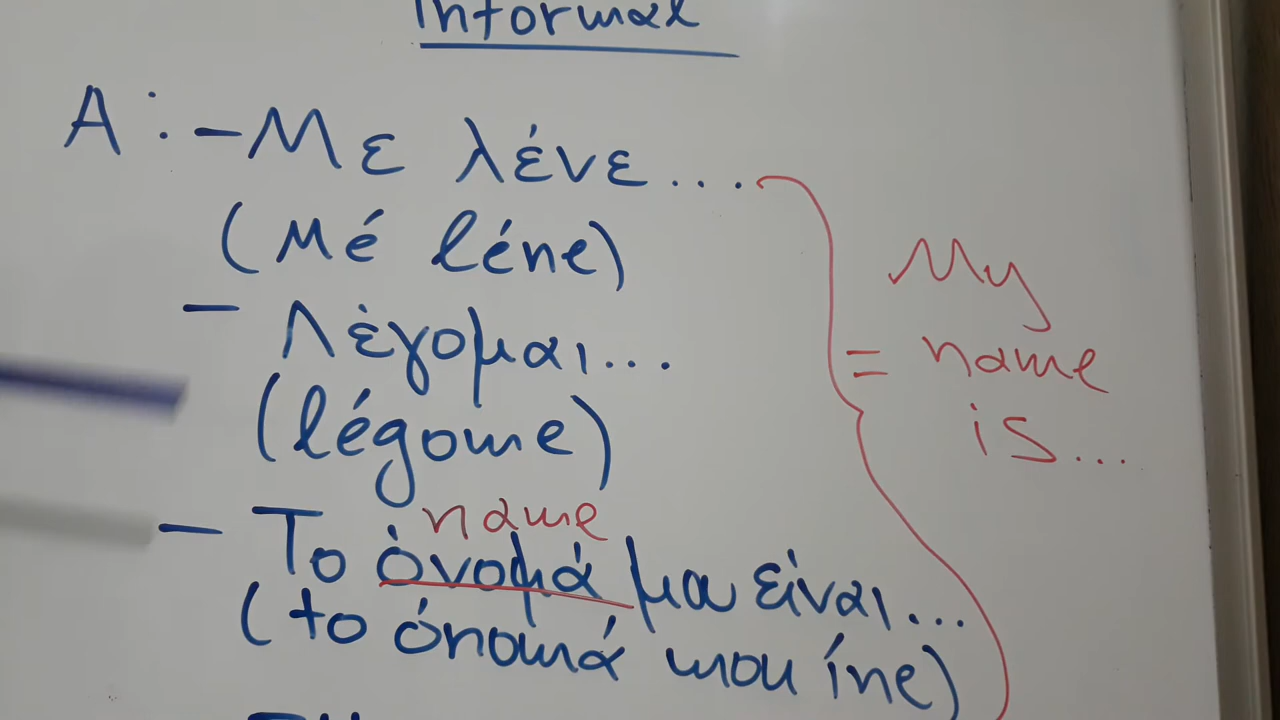 Informal
A: - Με λένε...
(Mé léne)
- Λέγομαι...
(légome)
name
- Το όνομά μου είναι...
(to ónomá mou íne)
My
= name
is...